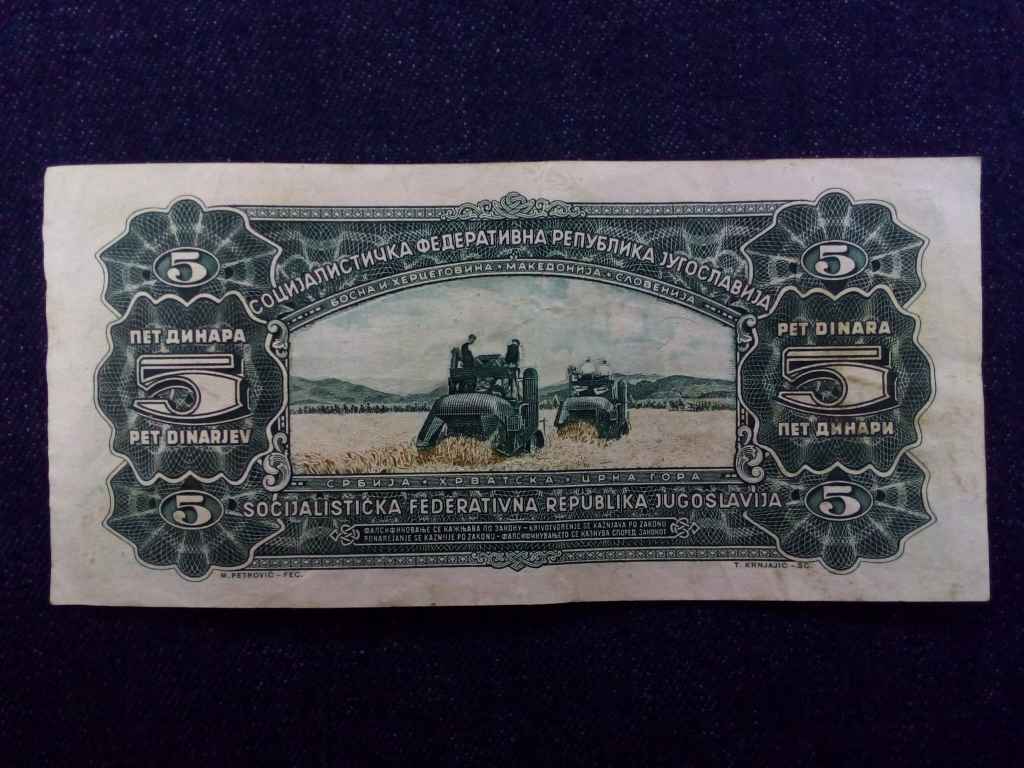 СОЦИЈАЛИСТИЧКА ФЕДЕРАТИВНА РЕПУБЛИКА ЈУГОСЛАВИЈА
БОСНА И ХЕРЦЕГОВИНА · МАКЕДОНИЈА · СЛОВЕНИЈА
5
5
ПЕТ ДИНАРА
5
PET DINARJEV
PET DINARA
5
ПЕТ ДИНАРИ
5
5
СРБИЈА · ХРВАТСКА · ЦРНА ГОРА
SOCIJALISTIČKA FEDERATIVNA REPUBLIKA JUGOSLAVIJA
ФАЛСИФИКОВАЊЕ СЕ КАЖЊАВА ПО ЗАКОНУ – KRIVOTVORENJE SE KAŽNJAVA PO ZAKONU
PONAREJANJE SE KAZNUJE PO ZAKONU – ФАЛСИФИКУВАЊЕТО СЕ КАЗНУВА СПОРЕД ЗАКОНОТ
M. PETROVIĆ – FEC.
T. KRNJAJIĆ – SC.